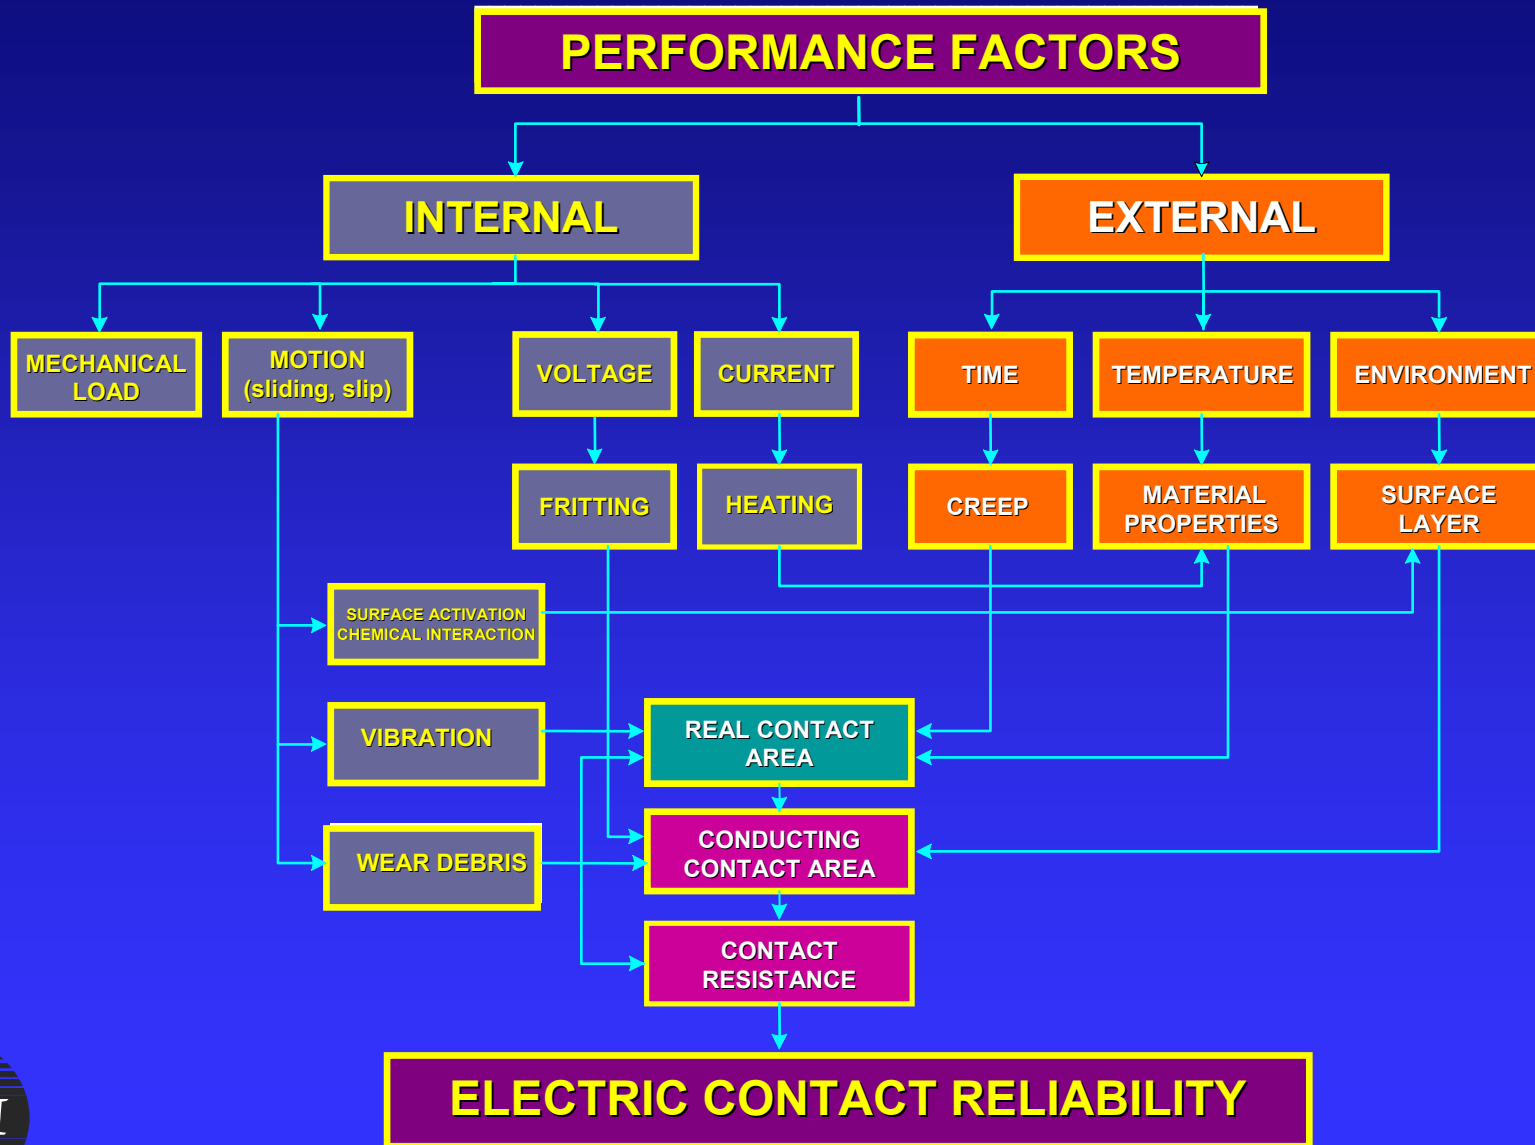 PERFORMANCE FACTORS
INTERNAL
EXTERNAL
MECHANICAL
LOAD
MOTION
(sliding, slip)
VOLTAGE
CURRENT
TIME
TEMPERATURE
ENVIRONMENT
FRITTING
HEATING
CREEP
MATERIAL
PROPERTIES
SURFACE
LAYER
SURFACE ACTIVATION
CHEMICAL INTERACTION
VIBRATION
REAL CONTACT
AREA
WEAR DEBRIS
CONDUCTING
CONTACT AREA
CONTACT
RESISTANCE
ELECTRIC CONTACT RELIABILITY